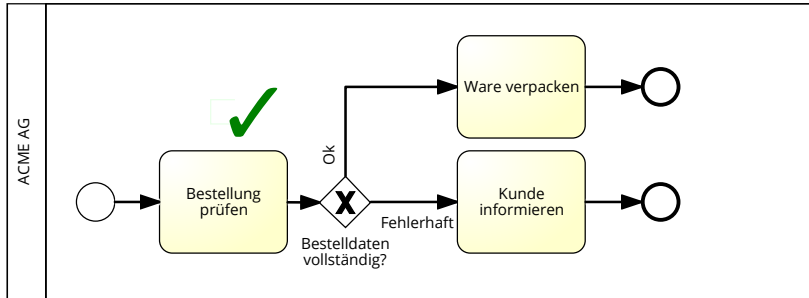 ACME AG
Bestellung
prüfen
Bestelldaten
vollständig?
Ok
Fehlerhaft
Ware verpacken
Kunde
informieren